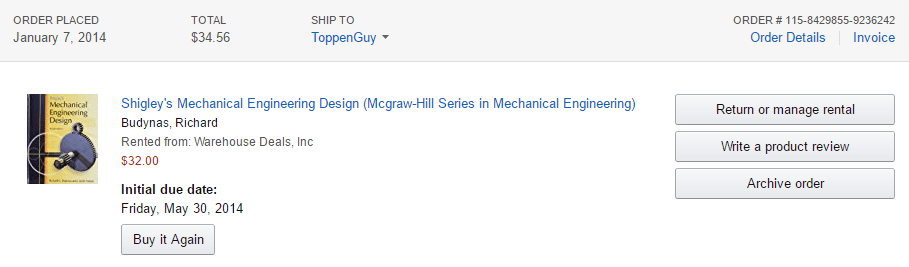 ORDER PLACED
January 7, 2014
TOTAL
$34.56
SHIP TO
ToppenGuy
ORDER # 115-8429855-9236242
Order Details Invoice
Mechanical
Engineering
Design
Shigley's Mechanical Engineering Design (Mcgraw-Hill Series in Mechanical Engineering)
Budynas, Richard
Rented from: Warehouse Deals, Inc
$32.00
Initial due date:
Friday, May 30, 2014
Buy it Again
Return or manage rental
Write a product review
Archive order